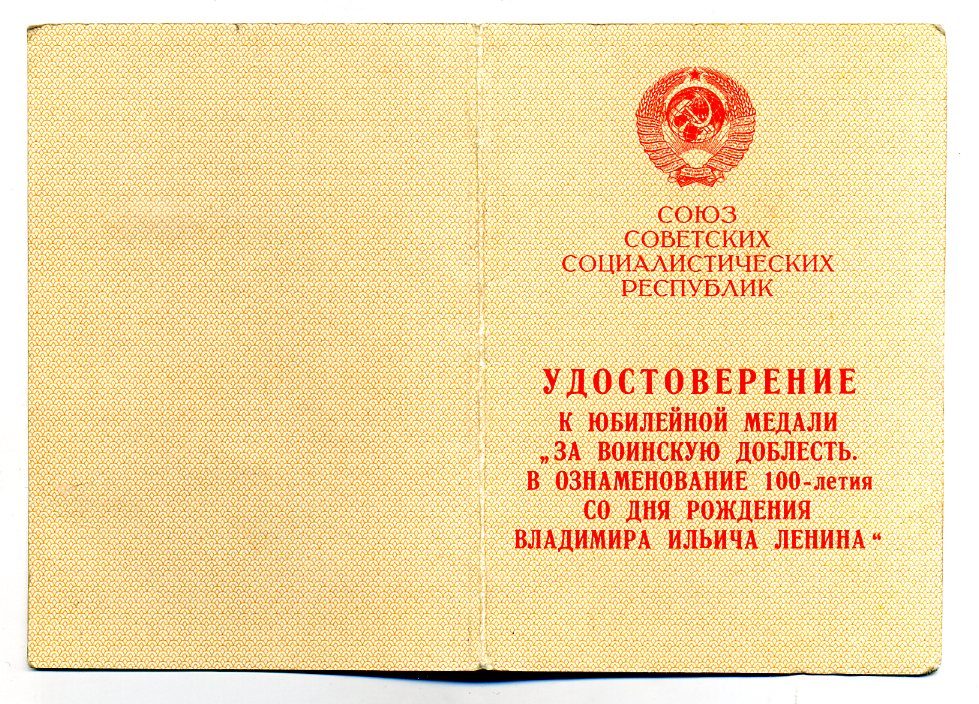 СОЮЗ
СОВЕТСКИХ
СОЦИАЛИСТИЧЕСКИХ
РЕСПУБЛИК
УДОСТОВЕРЕНИЕ
К ЮБИЛЕЙНОЙ МЕДАЛИ
„ЗА ВОИНСКУЮ ДОБЛЕСТЬ.
В ОЗНАМЕНОВАНИЕ 100-летия
СО ДНЯ РОЖДЕНИЯ
ВЛАДИМИРА ИЛЬИЧА ЛЕНИНА“